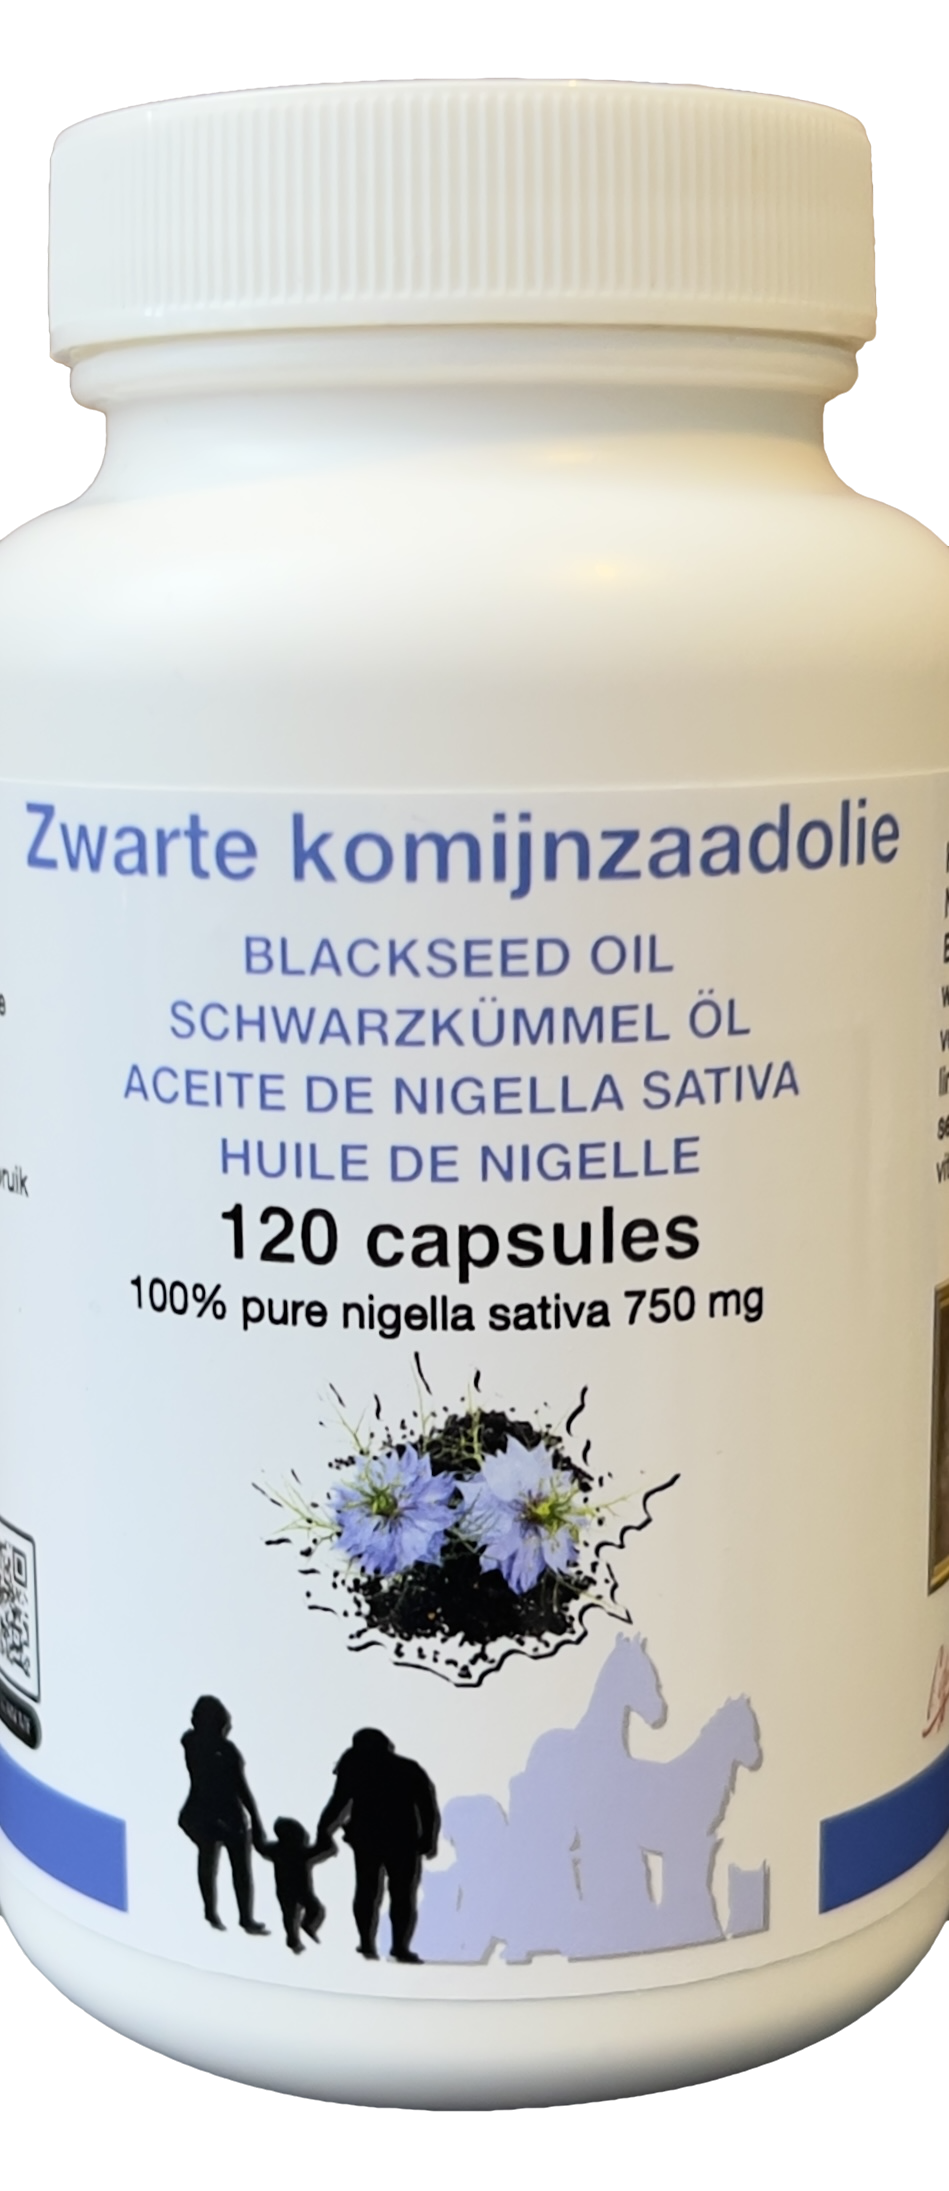 Zwarte komijnzaadolie
BLACKSEED OIL
SCHWARZKÜMMEL ÖL
ACEITE DE NIGELLA SATIVA
HUILE DE NIGELLE
120 capsules
100% pure nigella sativa 750 mg